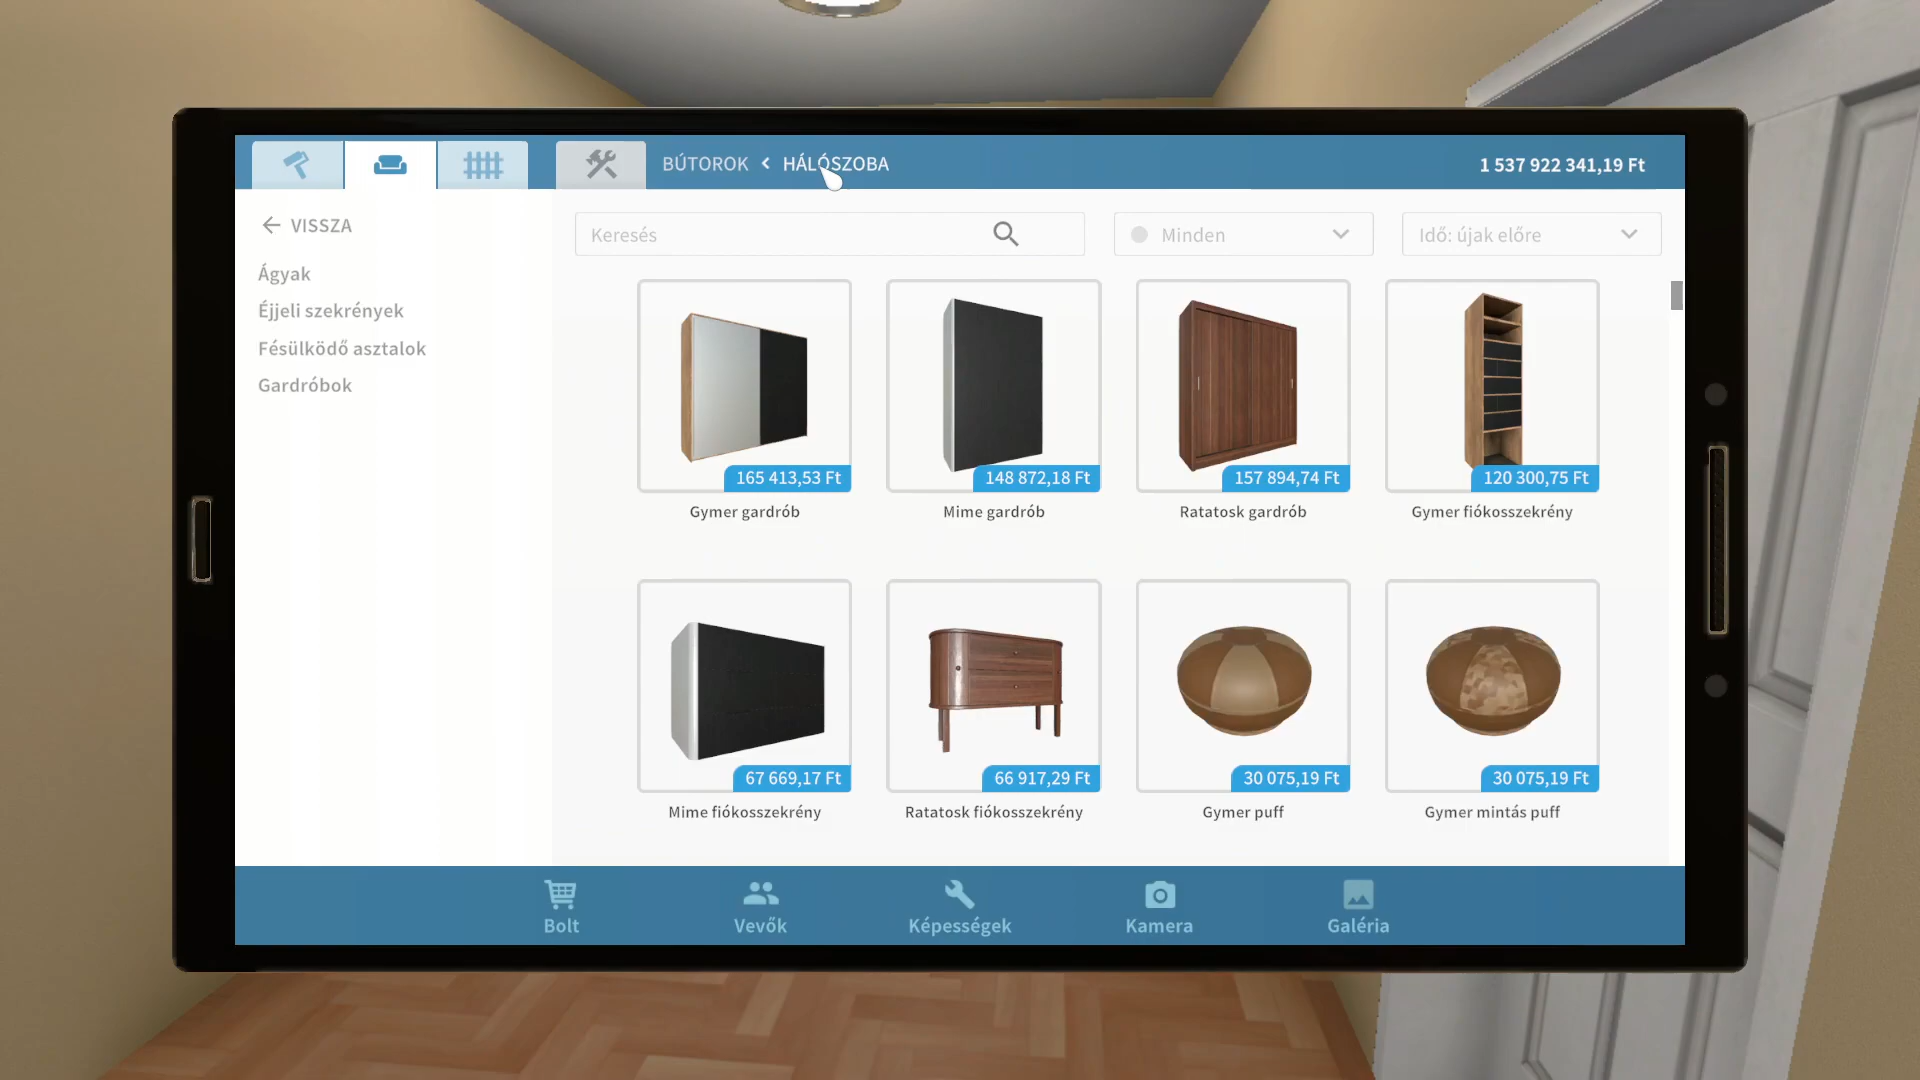 BÚTOROK < HÁLÓSZOBA
1 537 922 341,19 Ft
← VISSZA
Ágyak
Éjjeli szekrények
Fésülködő asztalok
Gardróbok
Keresés
Minden
Idő: újak előre
165 413,53 Ft
148 872,18 Ft
157 894,74 Ft
120 300,75 Ft
Gymer gardrób
Mime gardrób
Ratatosk gardrób
Gymer fiókosszekrény
67 669,17 Ft
66 917,29 Ft
30 075,19 Ft
30 075,19 Ft
Mime fiókosszekrény
Ratatosk fiókosszekrény
Gymer puff
Gymer mintás puff
Bolt
Vevők
Képességek
Kamera
Galéria